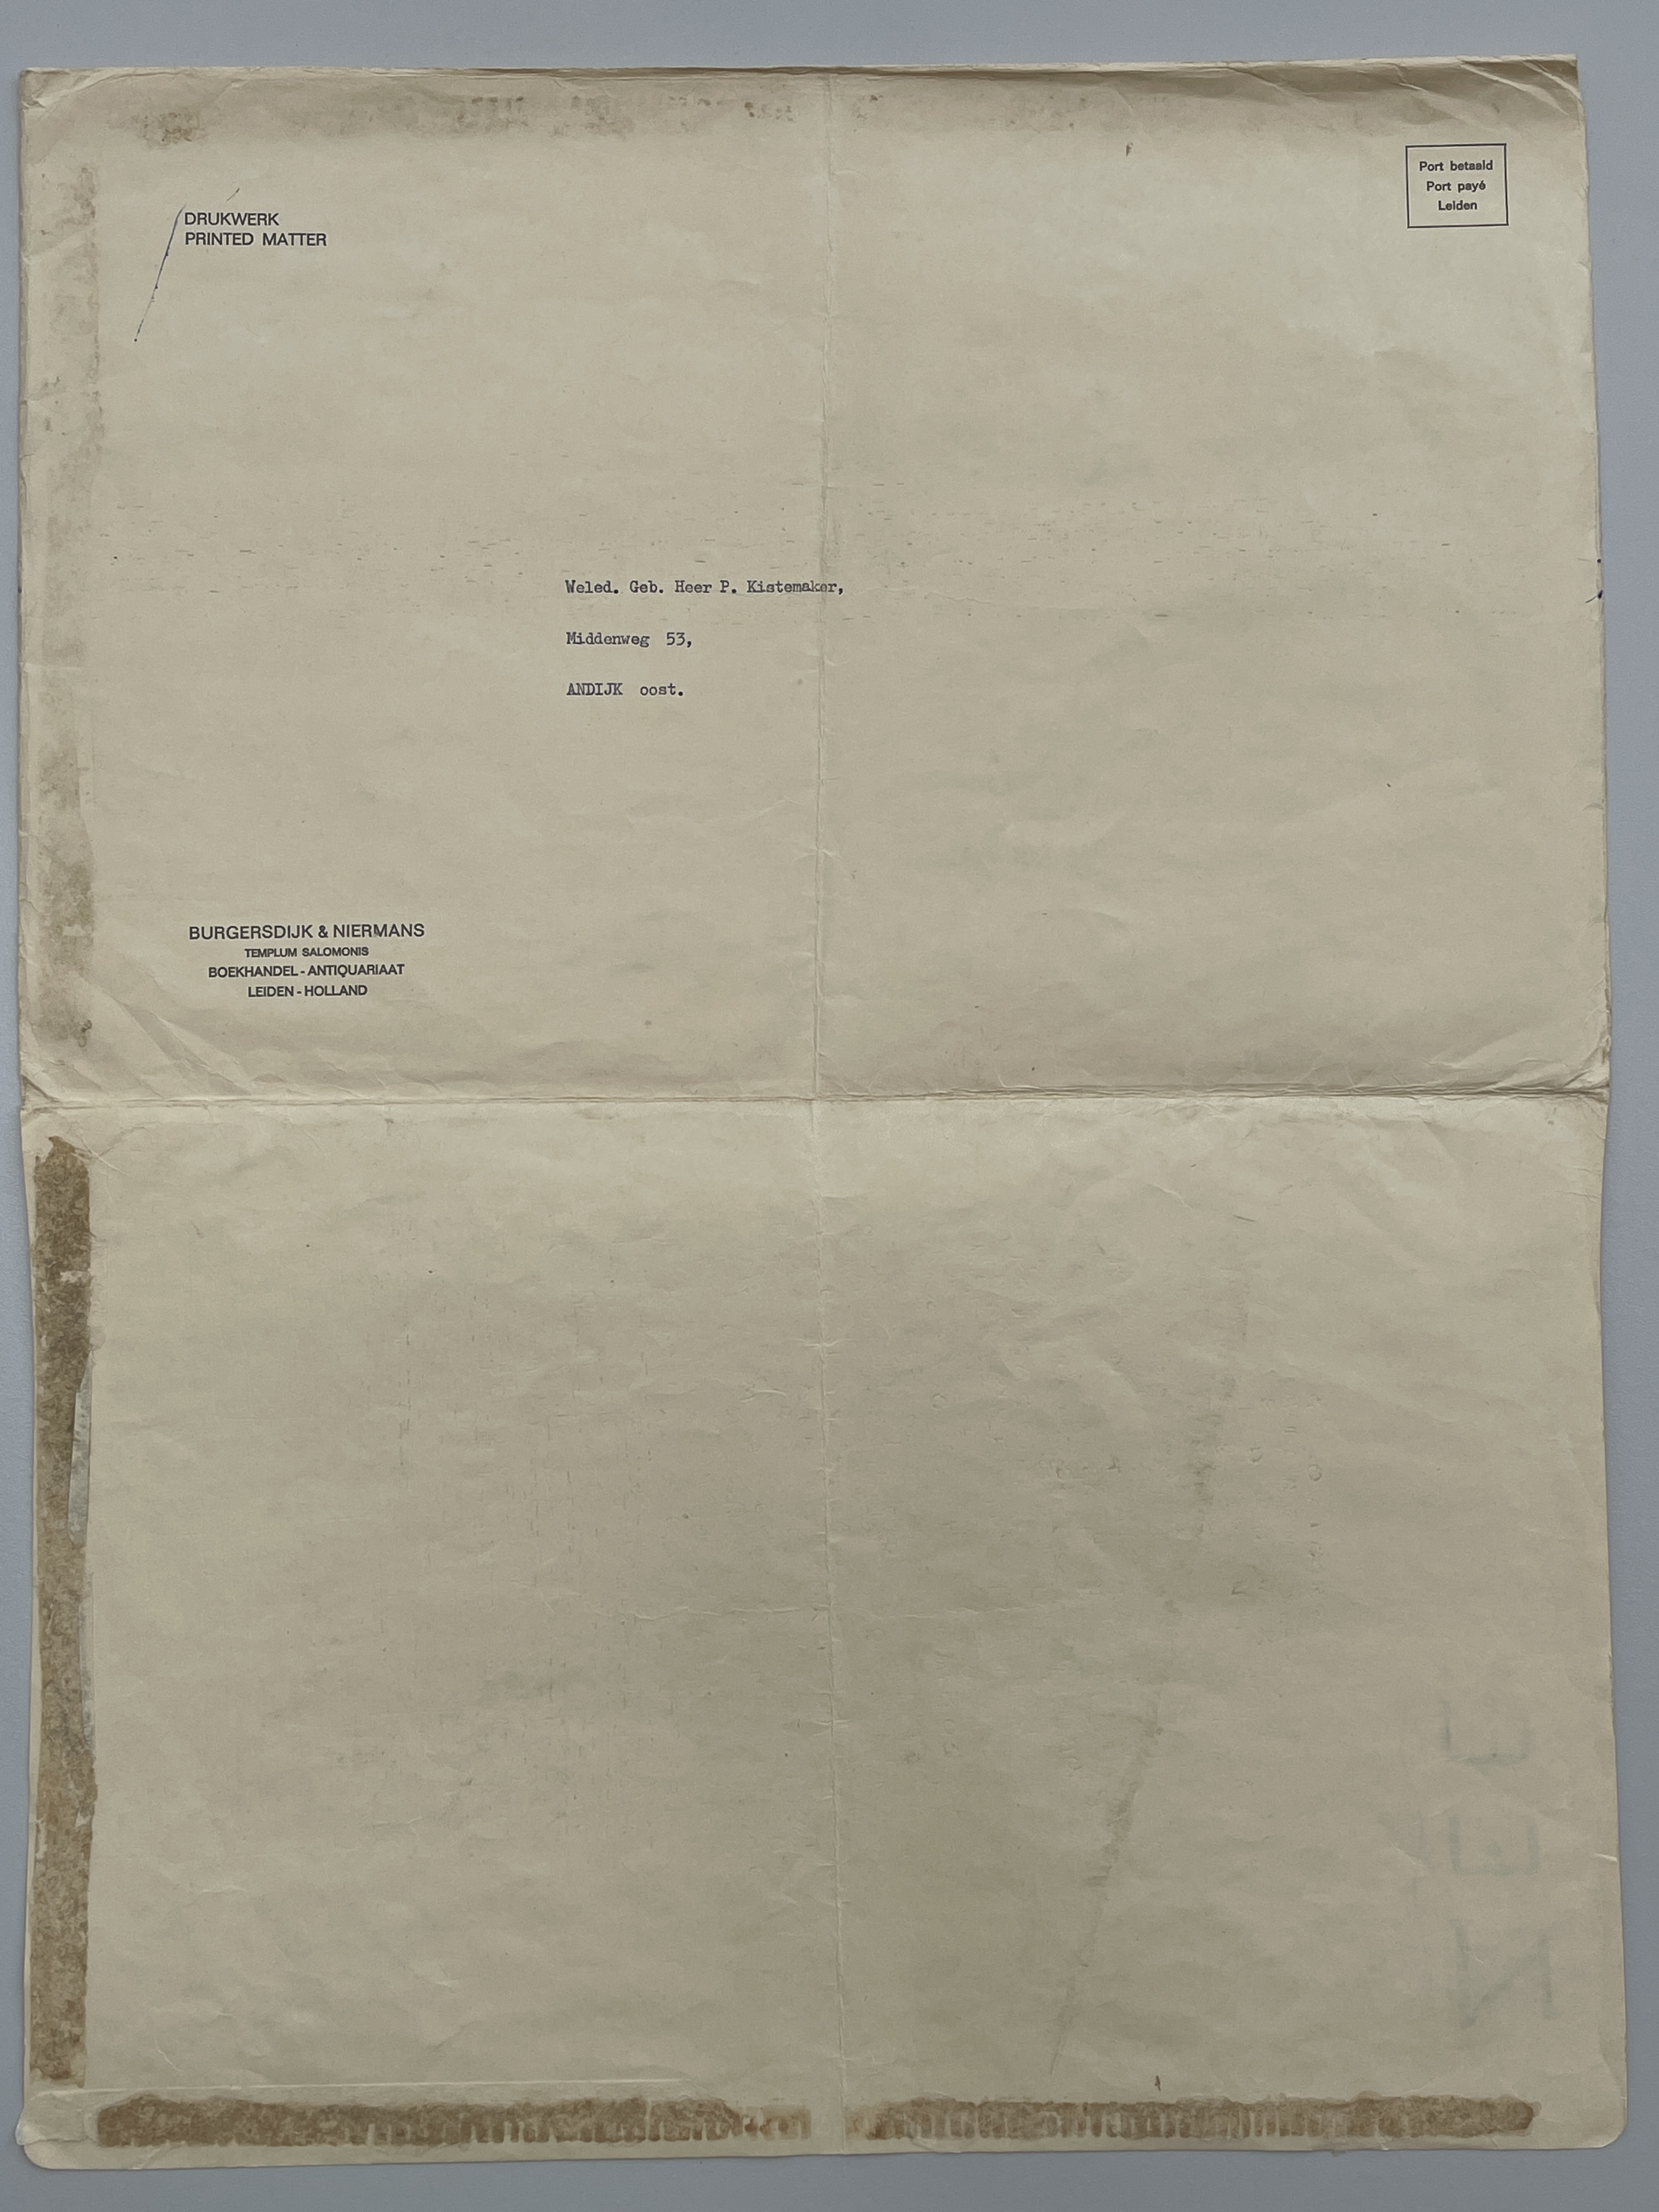 DRUKWERK
PRINTED MATTER
Port betaald
Port payé
Leiden
Weled. Geb. Heer P. Kistemaker,
Middenweg 53,
ANDIJK oost.
BURGERSDIJK & NIERMANS
TEMPLUM SALOMONIS
BOEKHANDEL - ANTIQUARIAAT
LEIDEN - HOLLAND